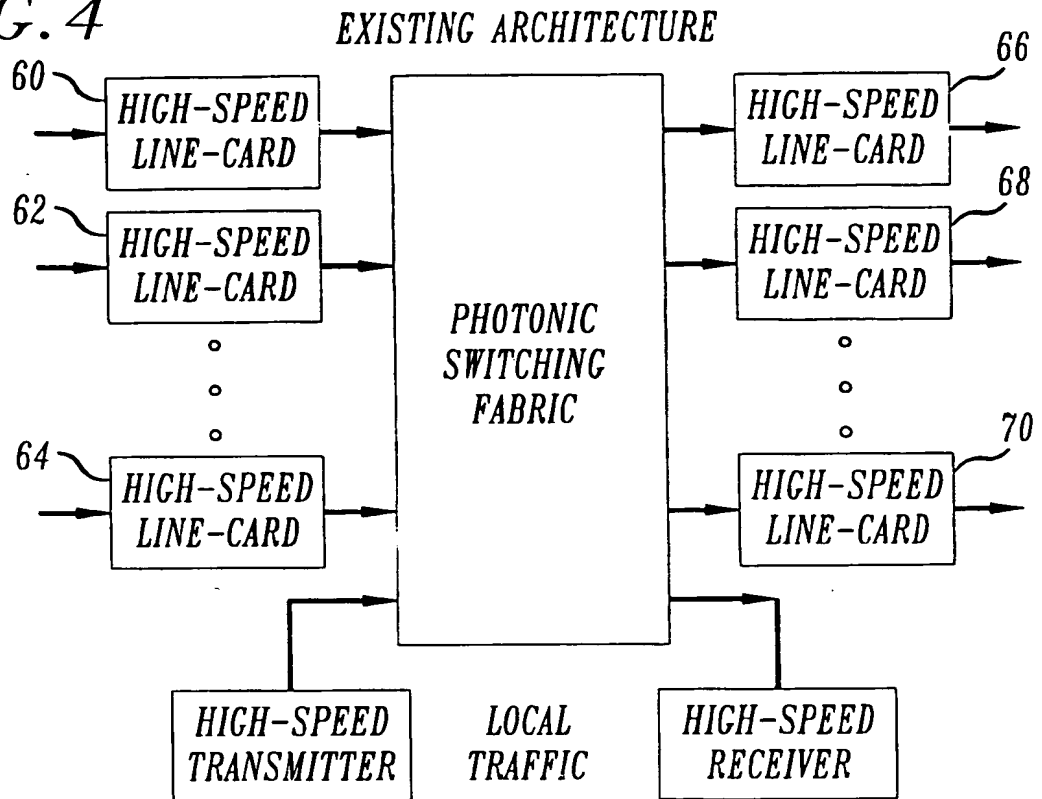 G. 4
EXISTING ARCHITECTURE
60
HIGH-SPEED
LINE-CARD
62
HIGH-SPEED
LINE-CARD
64
HIGH-SPEED
LINE-CARD
PHOTONIC
SWITCHING
FABRIC
66
HIGH-SPEED
LINE-CARD
68
HIGH-SPEED
LINE-CARD
70
HIGH-SPEED
LINE-CARD
HIGH-SPEED
TRANSMITTER
LOCAL
TRAFFIC
HIGH-SPEED
RECEIVER